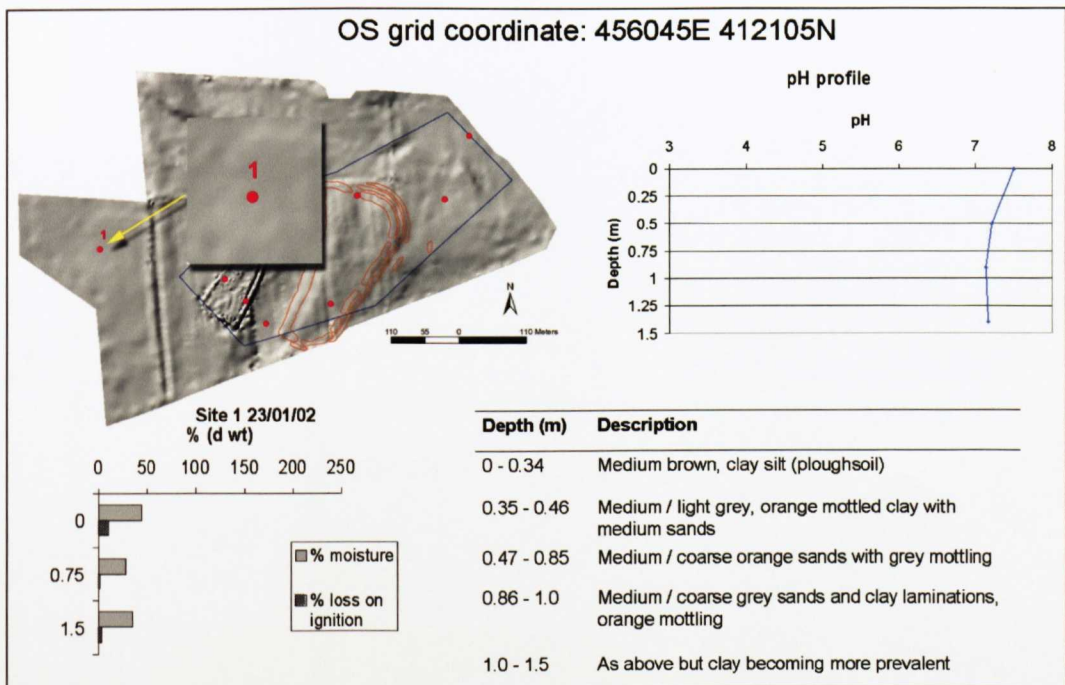 OS grid coordinate: 456045E 412105N
1
1
N
110 55 0 110 Meters
pH profile
pH
3 4 5 6 7 8
Depth (m)
0
0.25
0.5
0.75
1
1.25
1.5
Site 1 23/01/02
% (d wt)
0 50 100 150 200 250
0
0.75
1.5
% moisture
% loss on
ignition
Depth (m) Description
0 - 0.34 Medium brown, clay silt (ploughsoil)
0.35 - 0.46 Medium / light grey, orange mottled clay with
medium sands
0.47 - 0.85 Medium / coarse orange sands with grey mottling
0.86 - 1.0 Medium / coarse grey sands and clay laminations,
orange mottling
1.0 - 1.5 As above but clay becoming more prevalent